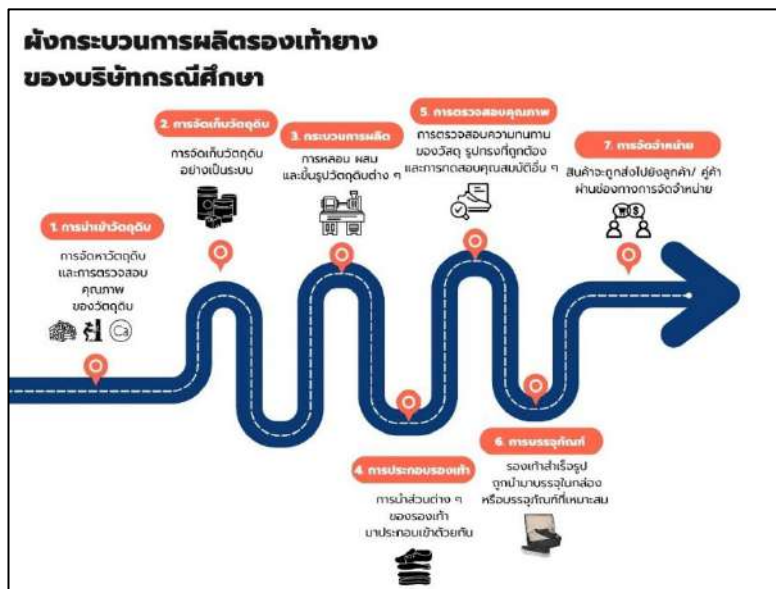 ผังกระบวนการผลิตรองเท้ายาง
ของบริษัทกรณีศึกษา
1. การนำเข้าวัตถุดิบ
การจัดหาวัตถุดิบ
และการตรวจสอบ
คุณภาพ
ของวัตถุดิบ
Ca
2. การจัดเก็บวัตถุดิบ
การจัดเก็บวัตถุดิบ
อย่างเป็นระบบ
3. กระบวนการผลิต
การหลอม ผสม
และขึ้นรูปวัตถุดิบต่าง ๆ
4. การประกอบรองเท้า
การนำส่วนต่าง ๆ
ของรองเท้า
มาประกอบเข้าด้วยกัน
5. การตรวจสอบคุณภาพ
การตรวจสอบความทนทาน
ของวัสดุ รูปทรงที่ถูกต้อง
และการทดสอบคุณสมบัติอื่น ๆ
6. การบรรจุภัณฑ์
รองเท้าสำเร็จรูป
ถูกนำมาบรรจุในกล่อง
หรือบรรจุภัณฑ์ที่เหมาะสม
7. การจัดจำหน่าย
สินค้าจะถูกส่งไปยังลูกค้า/ คู่ค้า
ผ่านช่องทางการจัดจำหน่าย